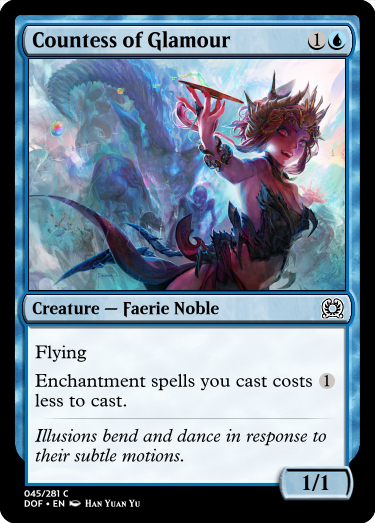 Countess of Glamour 1
Creature — Faerie Noble
Flying
Enchantment spells you cast costs 1
less to cast.
Illusions bend and dance in response to
their subtle motions.
1/1
045/281 C
DOF • EN Han Yuan Yu